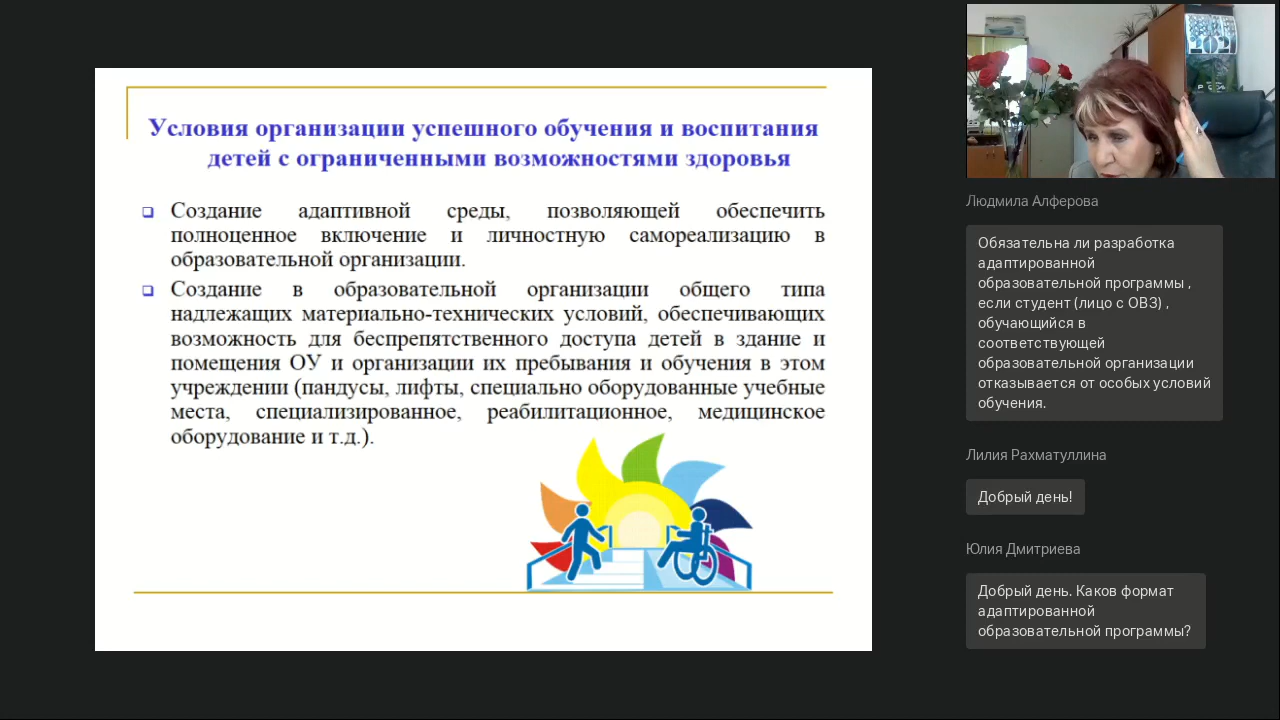 Условия организации успешного обучения и воспитания
детей с ограниченными возможностями здоровья
Создание адаптивной среды, позволяющей обеспечить
полноценное включение и личностную самореализацию в
образовательной организации.
Создание в образовательной организации общего типа
надлежащих материально-технических условий, обеспечивающих
возможность для беспрепятственного доступа детей в здание и
помещения ОУ и организации их пребывания и обучения в этом
учреждении (пандусы, лифты, специально оборудованные учебные
места, специализированное, реабилитационное, медицинское
оборудование и т.д.).
Людмила Алферова
Обязательна ли разработка
адаптированной
образовательной программы ,
если студент (лицо с ОВЗ) ,
обучающийся в
соответствующей
образовательной организации
отказывается от особых условий
обучения.
Лилия Рахматуллина
Добрый день!
Юлия Дмитриева
Добрый день. Каков формат
адаптированной
образовательной программы?